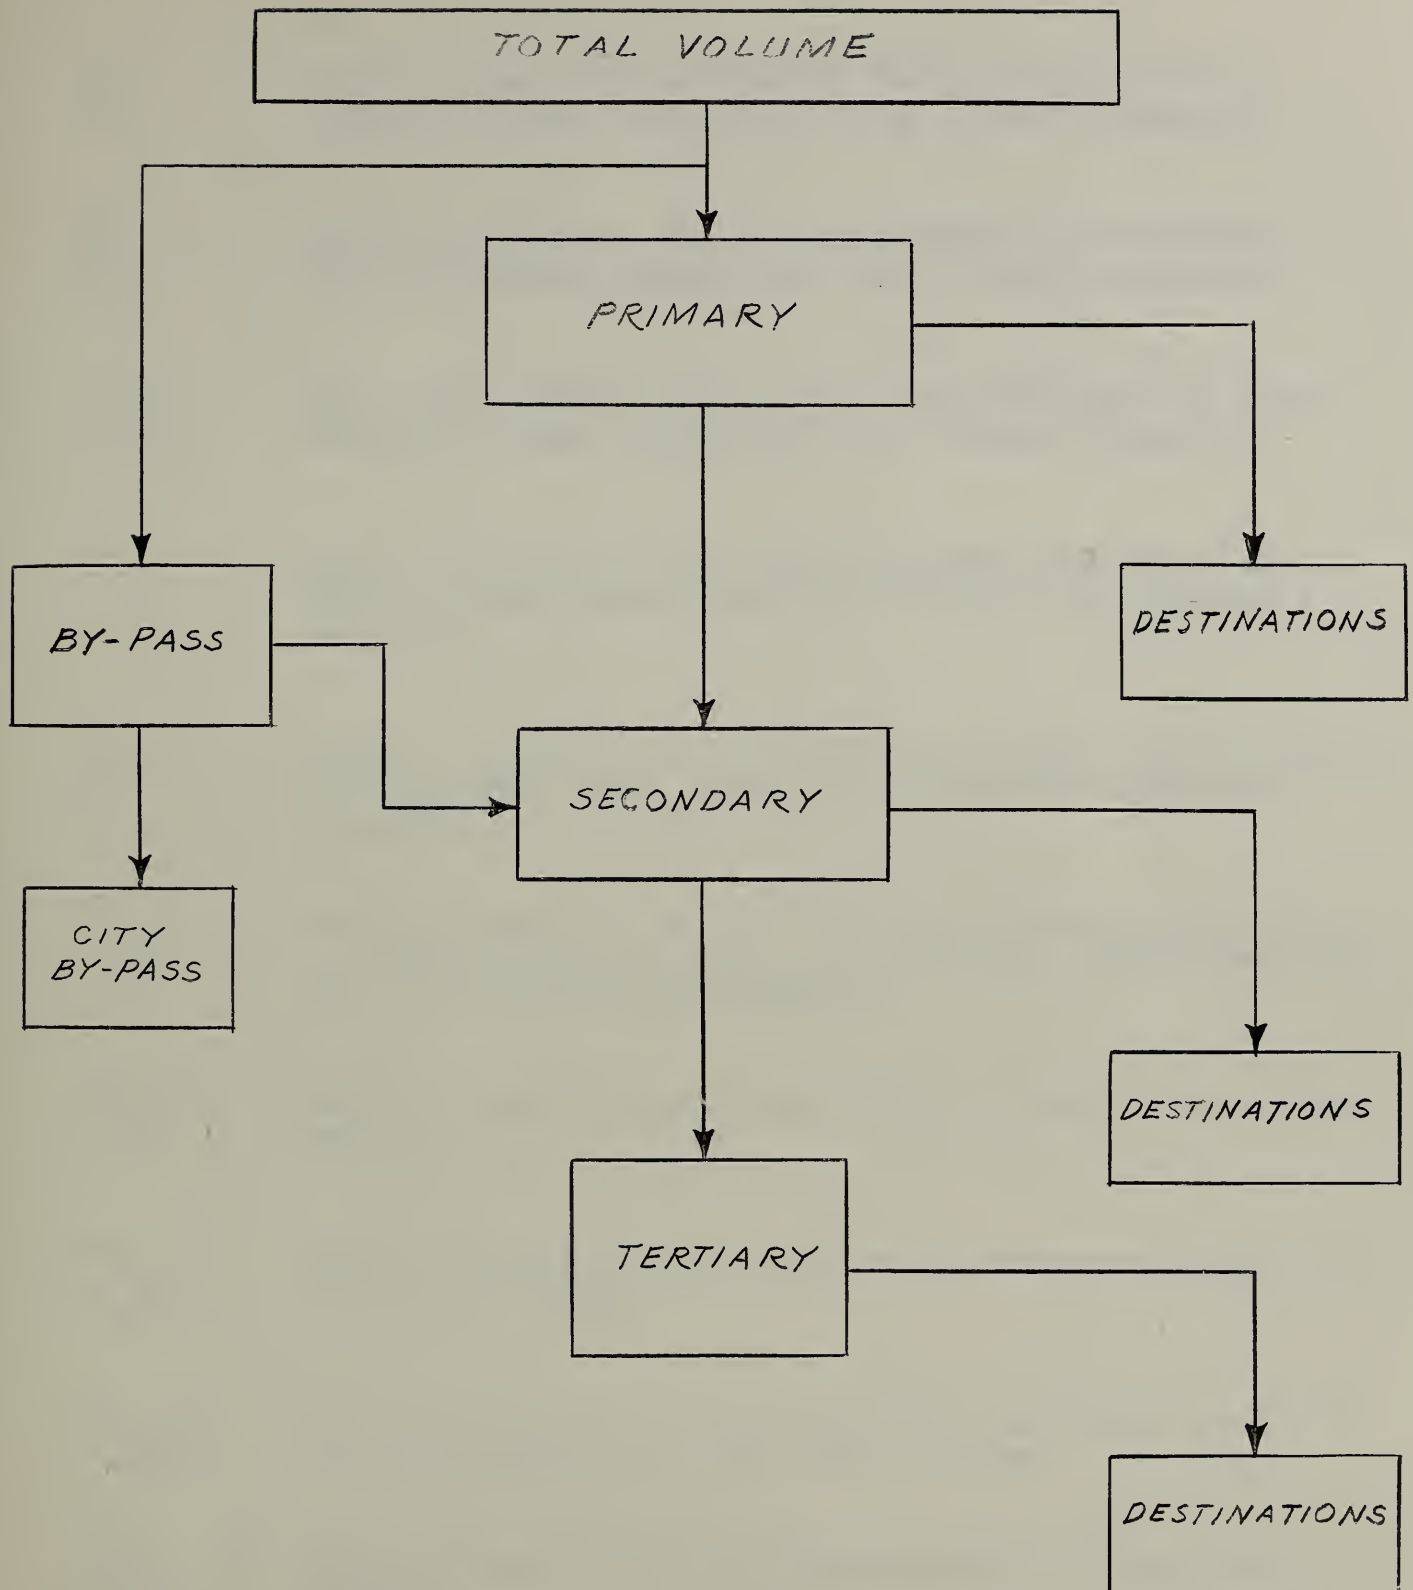 TOTAL VOLUME
PRIMARY
DESTINATIONS
BY-PASS
SECONDARY
CITY
BY-PASS
DESTINATIONS
TERTIARY
DESTINATIONS